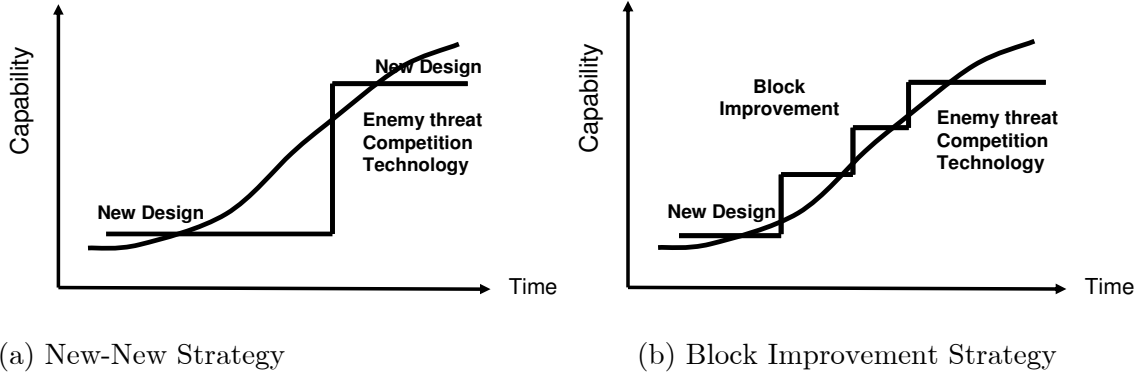 Capability
New Design
Enemy threat
Competition
Technology
New Design
Time
(a) New-New Strategy
Capability
Block
Improvement
Enemy threat
Competition
Technology
New Design
Time
(b) Block Improvement Strategy